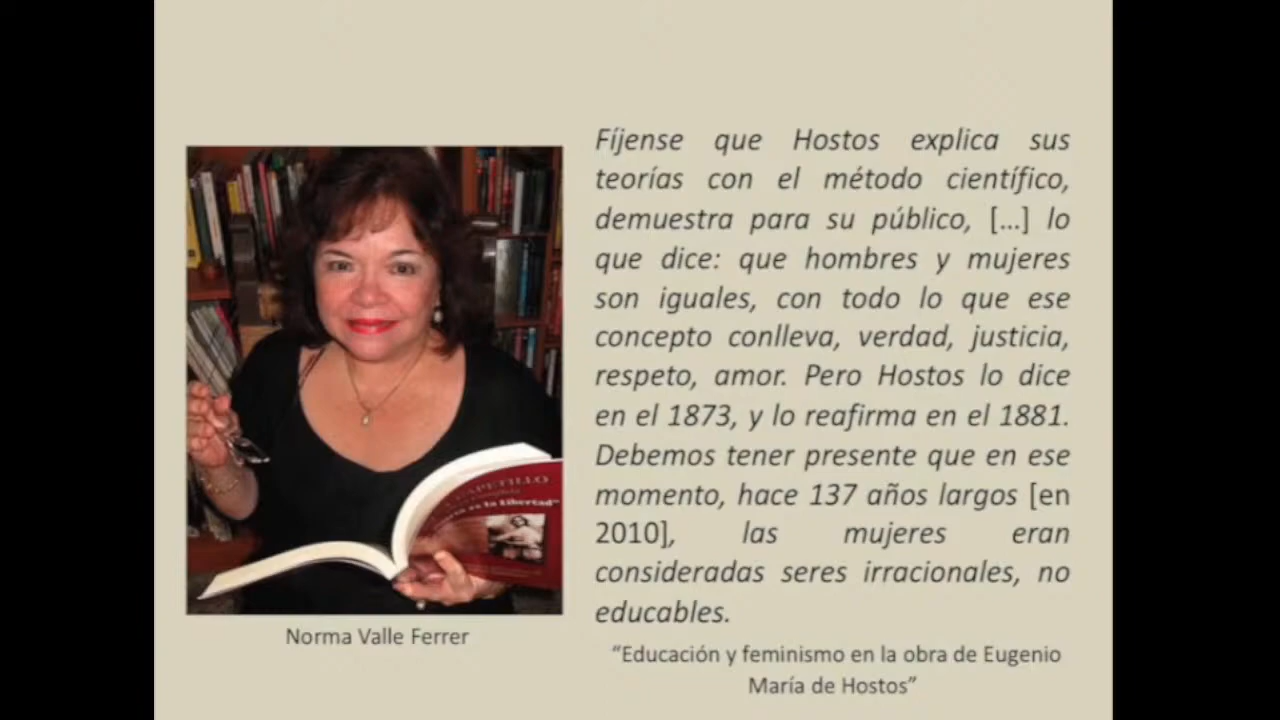 Fíjense que Hostos explica sus
teorías con el método científico,
demuestra para su público, [...] lo
que dice: que hombres y mujeres
son iguales, con todo lo que ese
concepto conlleva, verdad, justicia,
respeto, amor. Pero Hostos lo dice
en el 1873, y lo reafirma en el 1881.
Debemos tener presente que en ese
momento, hace 137 años largos [en
2010], las mujeres eran
consideradas seres irracionales, no
educables.
"Educación y feminismo en la obra de Eugenio
María de Hostos"
CAPETILLO
es la Libertad"
Norma Valle Ferrer